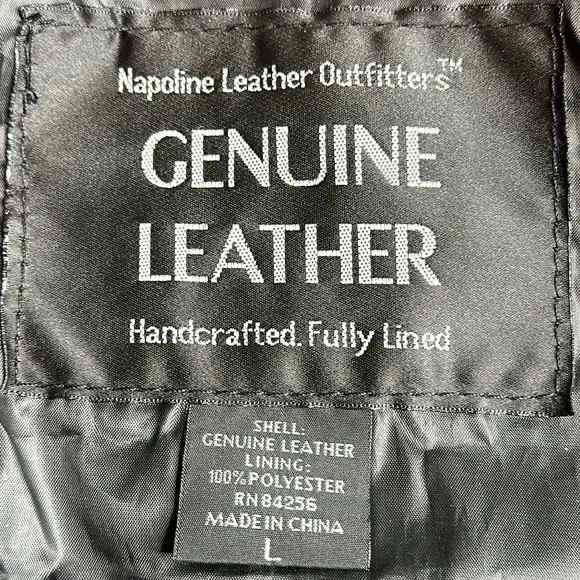 Napoline Leather Outfitters™
GENUINE
LEATHER
Handcrafted. Fully Lined
SHELL:
GENUINE LEATHER
LINING:
100% POLYESTER
RN 84256
MADE IN CHINA
L